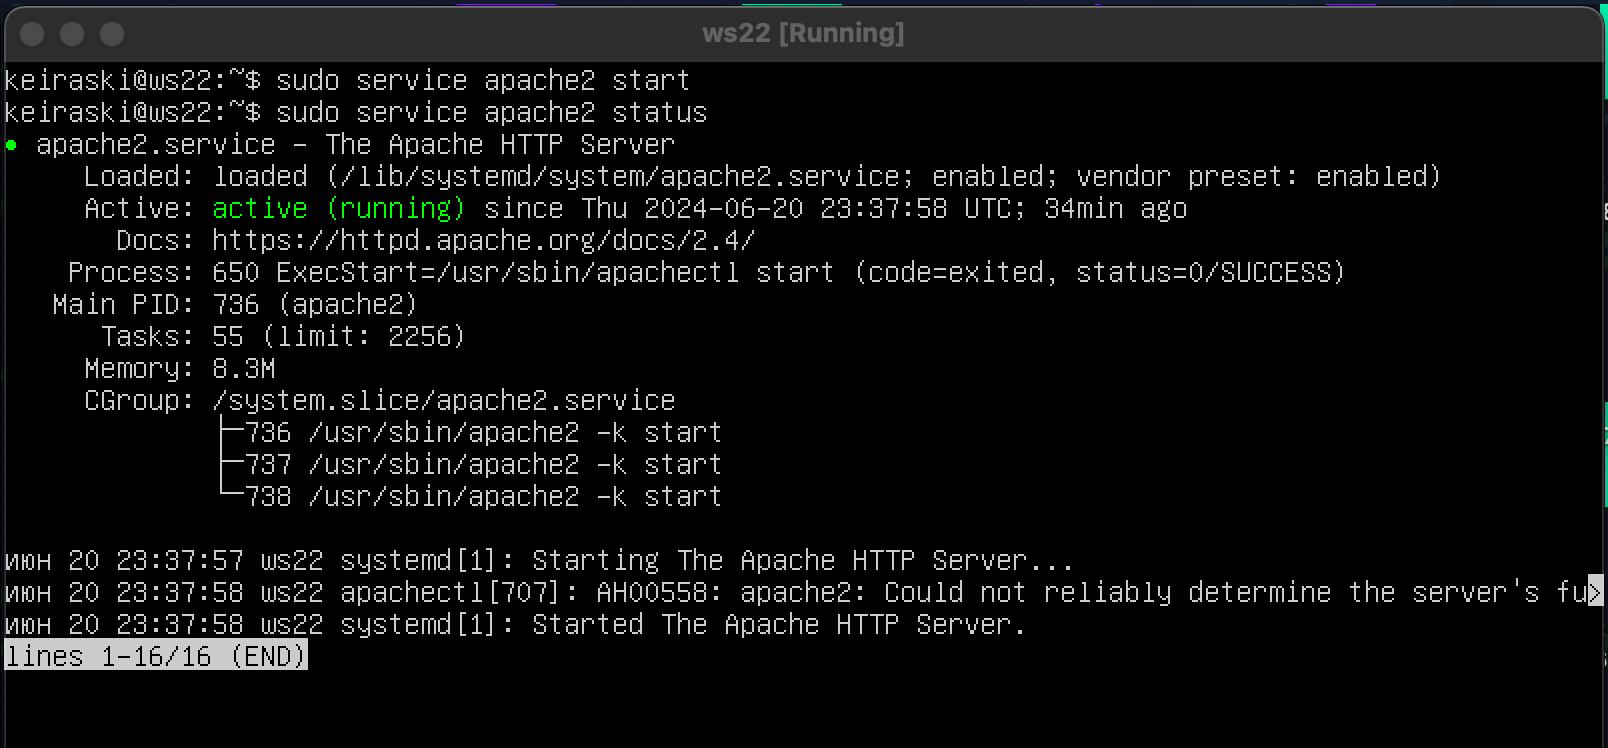 ws22 [Running]
keiraski@ws22:~$ sudo service apache2 start
keiraski@ws22:~$ sudo service apache2 status
● apache2.service - The Apache HTTP Server
Loaded: loaded (/lib/systemd/system/apache2.service; enabled; vendor preset: enabled)
Active: active (running) since Thu 2024-06-20 23:37:58 UTC; 34min ago
Docs: https://httpd.apache.org/docs/2.4/
Process: 650 ExecStart=/usr/sbin/apachectl start (code=exited, status=0/SUCCESS)
Main PID: 736 (apache2)
Tasks: 55 (limit: 2256)
Memory: 8.3M
CGroup: /system.slice/apache2.service
├─736 /usr/sbin/apache2 -k start
├─737 /usr/sbin/apache2 -k start
└─738 /usr/sbin/apache2 -k start
июн 20 23:37:57 ws22 systemd[1]: Starting The Apache HTTP Server...
июн 20 23:37:58 ws22 apachectl[707]: AH00558: apache2: Could not reliably determine the server's fu>
июн 20 23:37:58 ws22 systemd[1]: Started The Apache HTTP Server.
lines 1-16/16 (END)